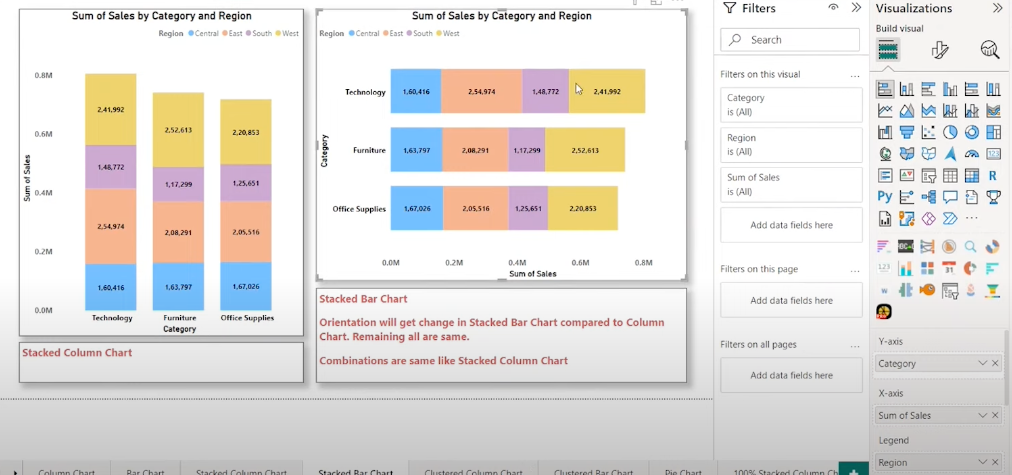 Sum of Sales by Category and Region
Region Central East South West
0.8M
0.6M
0.4M
0.2M
0.0M
Sum of Sales
2,41,992
1,48,772
2,54,974
1,60,416
2,52,613
1,17,299
2,08,291
1,63,797
2,20,853
1,25,651
2,05,516
1,67,026
Technology Furniture Office Supplies
Category
Stacked Column Chart
Sum of Sales by Category and Region
Region Central East South West
Category
Technology 1,60,416 2,54,974 1,48,772 2,41,992
Furniture 1,63,797 2,08,291 1,17,299 2,52,613
Office Supplies 1,67,026 2,05,516 1,25,651 2,20,853
0.0M 0.2M 0.4M 0.6M 0.8M
Sum of Sales
Stacked Bar Chart
Orientation will get change in Stacked Bar Chart compared to Column
Chart. Remaining all are same.
Combinations are same like Stacked Column Chart
Filters
Search
Filters on this visual
Category
is (All)
Region
is (All)
Sum of Sales
is (All)
Add data fields here
Filters on this page
Add data fields here
Filters on all pages
Add data fields here
Visualizations
Build visual
123
R
Py
123
Y-axis
Category
X-axis
Sum of Sales
Legend
Region
Column Chart Bar Chart Stacked Column Chart Stacked Bar Chart Clustered Column Chart Clustered Bar Chart Pie Chart 100% Stacked Column